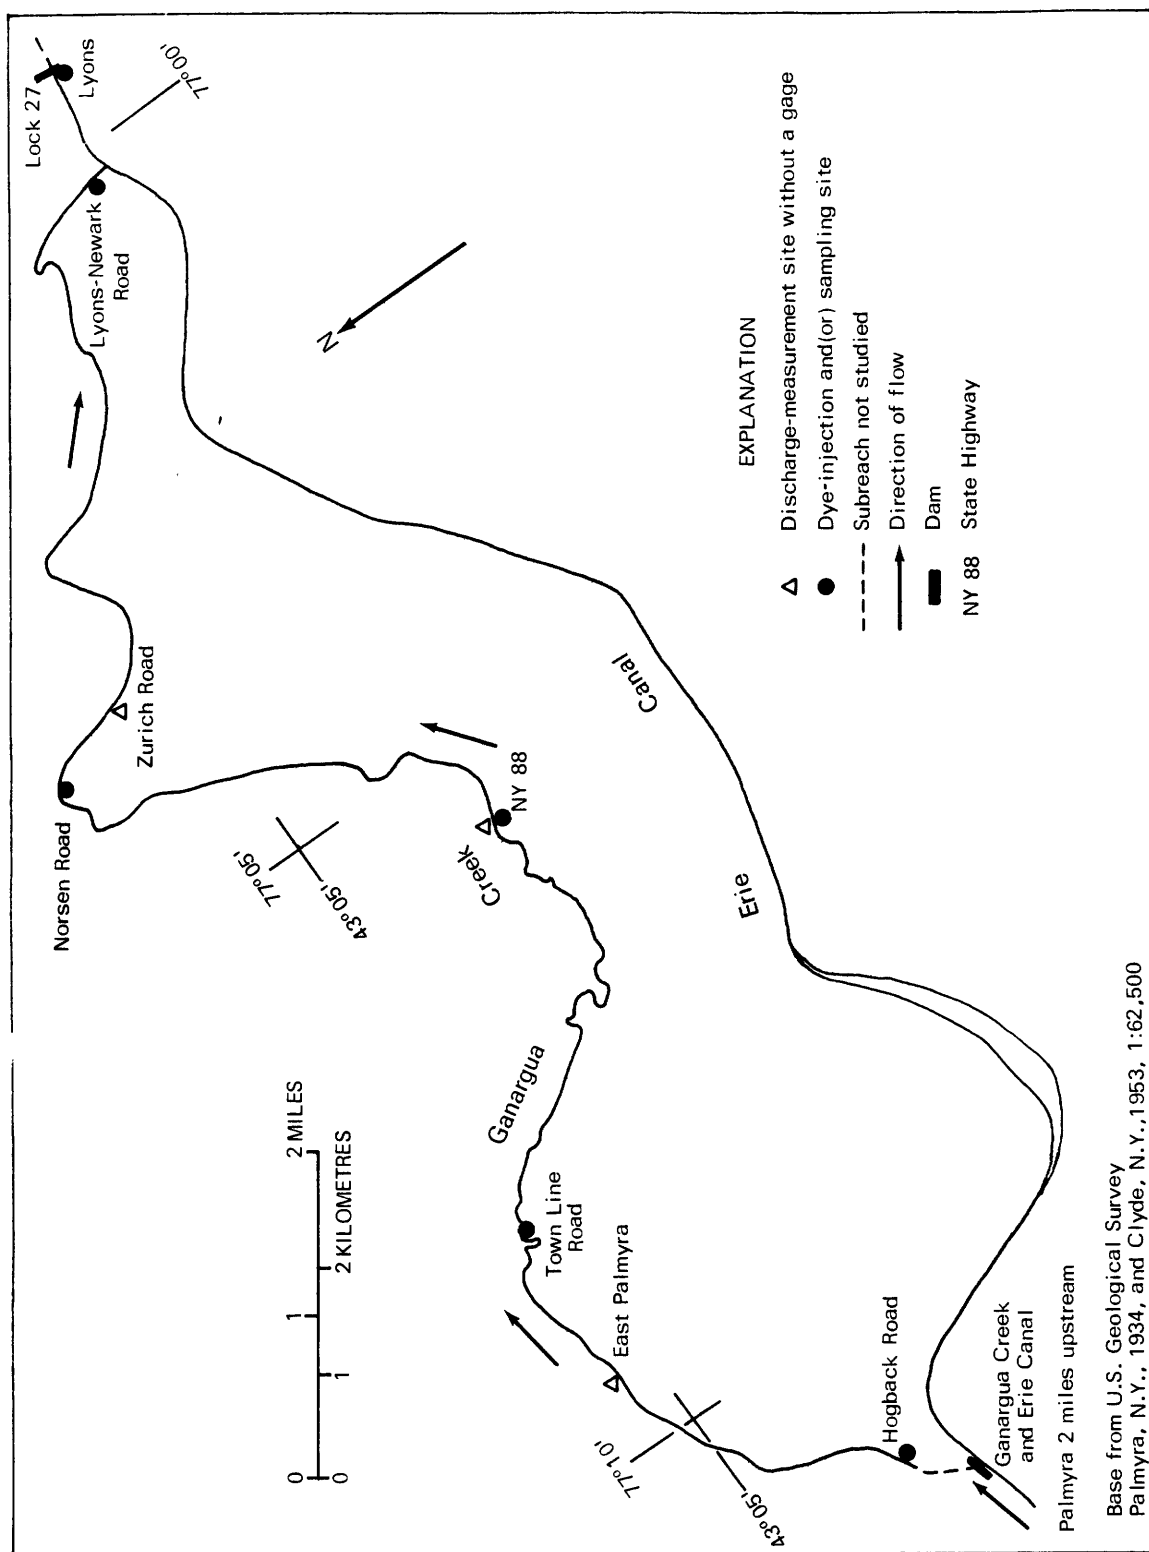 Lock 27
Lyons
77°00'
Lyons-Newark
Road
N
Norsen Road
Zurich Road
77°05'
43°05'
NY 88
Creek
Canal
Erie
Ganargua
0 1 2 MILES
0 1 2 KILOMETRES
Town Line
Road
East Palmyra
77°10'
43°05'
Hogback Road
Ganargua Creek
and Erie Canal
Palmyra 2 miles upstream
EXPLANATION
Discharge-measurement site without a gage
Dye-injection and(or) sampling site
Subreach not studied
Direction of flow
Dam
NY 88 State Highway
Base from U.S. Geological Survey
Palmyra, N.Y., 1934, and Clyde, N.Y.,1953, 1:62,500